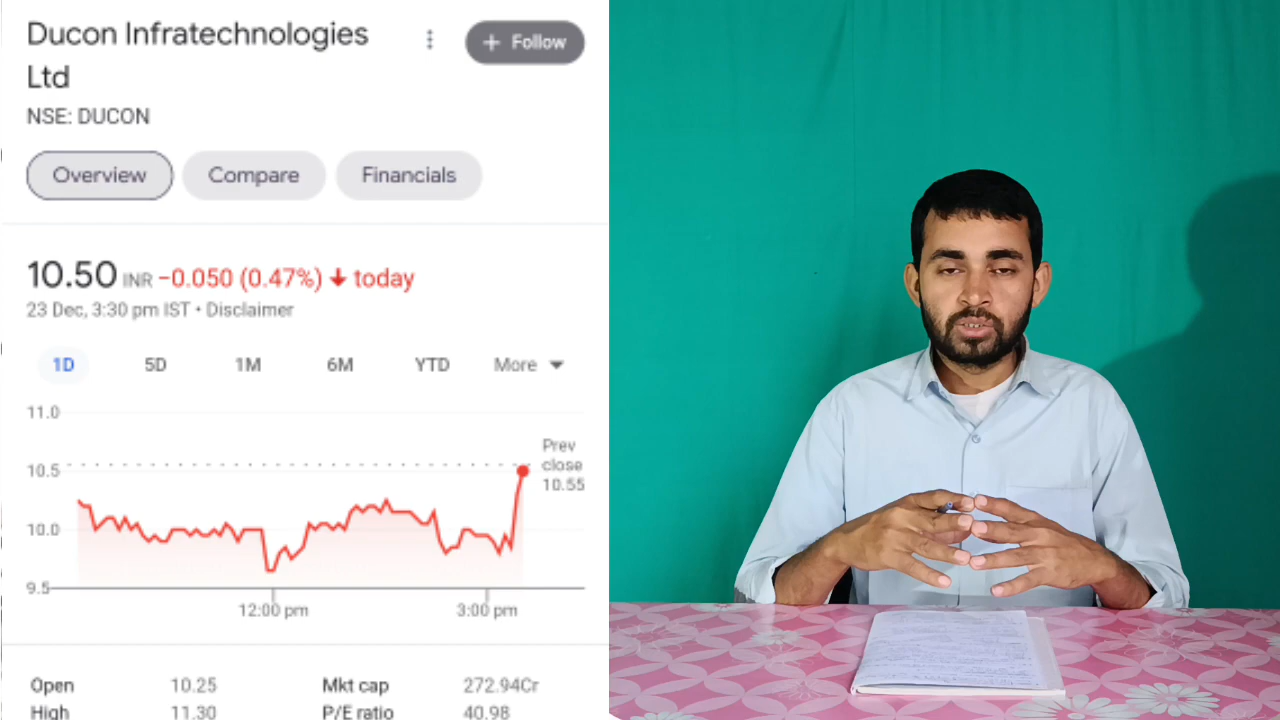 Ducon Infratechnologies
Ltd
+ Follow
NSE: DUCON
Overview
Compare
Financials
10.50 INR −0.050 (0.47%) ↓ today
23 Dec, 3:30 pm IST • Disclaimer
1D 5D 1M 6M YTD More
11.0
10.5
10.0
9.5
Prev
close
10.55
12:00 pm
3:00 pm
Open 10.25 Mkt cap 272.94Cr
High 11.30 P/E ratio 40.98